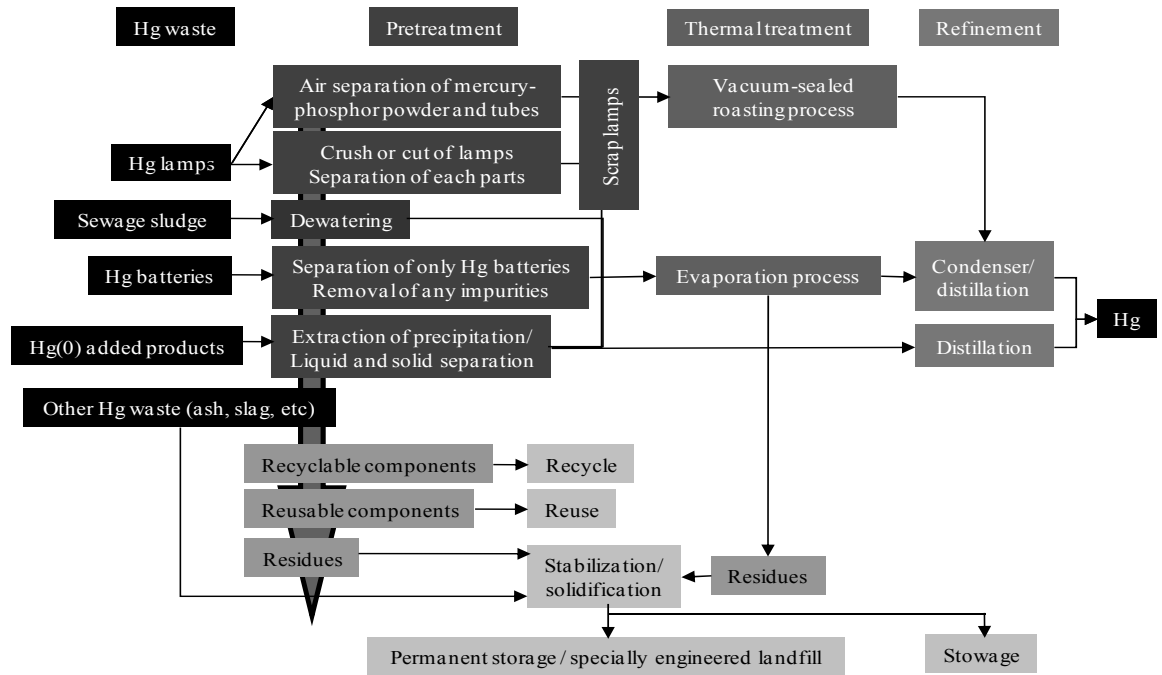 Hg waste
Pretreatment
Thermal treatment
Refinement
Air separation of mercury-
phosphor powder and tubes
Scrap lamps
Vacuum-sealed
roasting process
Hg lamps
Crush or cut of lamps
Separation of each parts
Sewage sludge
Dewatering
Hg batteries
Separation of only Hg batteries
Removal of any impurities
Evaporation process
Condenser/
distillation
Hg
Hg(0) added products
Extraction of precipitation/
Liquid and solid separation
Distillation
Other Hg waste (ash, slag, etc)
Recyclable components
Recycle
Reusable components
Reuse
Residues
Stabilization/
solidification
Residues
Permanent storage / specially engineered landfill
Stowage